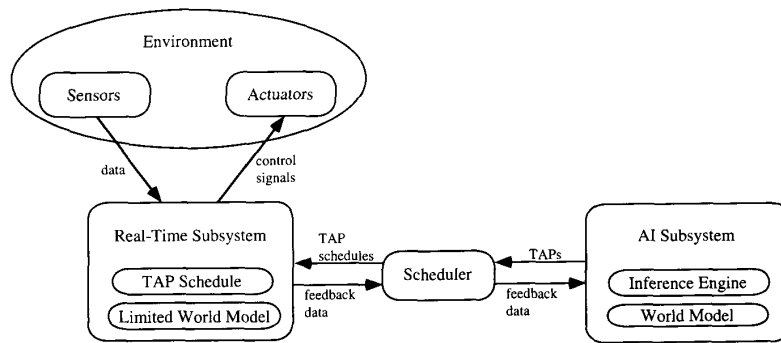 Environment
Sensors
Actuators
data
control
signals
Real-Time Subsystem
TAP Schedule
Limited World Model
TAP
schedules
feedback
data
Scheduler
TAPs
feedback
data
AI Subsystem
Inference Engine
World Model